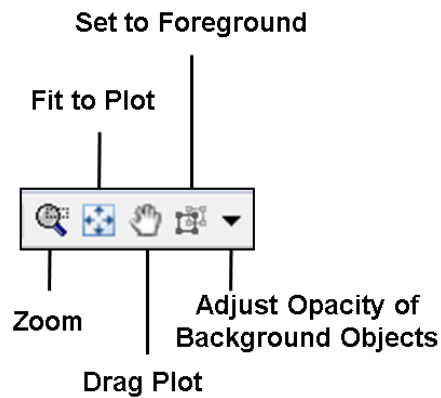 Set to Foreground
Fit to Plot
Zoom
Adjust Opacity of
Background Objects
Drag Plot